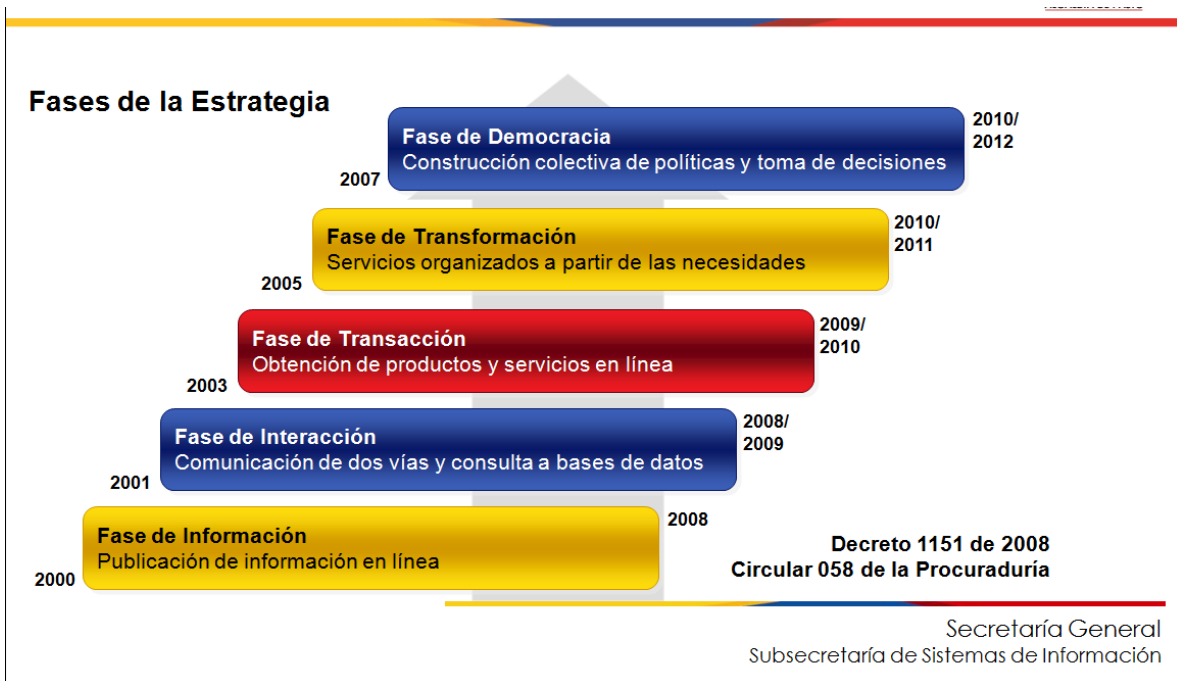 Fases de la Estrategia
Fase de Democracia
Construcción colectiva de políticas y toma de decisiones
2007
2010/
2012
Fase de Transformación
Servicios organizados a partir de las necesidades
2005
2010/
2011
Fase de Transacción
Obtención de productos y servicios en línea
2003
2009/
2010
Fase de Interacción
Comunicación de dos vías y consulta a bases de datos
2001
2008/
2009
Fase de Información
Publicación de información en línea
2000
2008
Decreto 1151 de 2008
Circular 058 de la Procuraduría
Secretaría General
Subsecretaría de Sistemas de Información